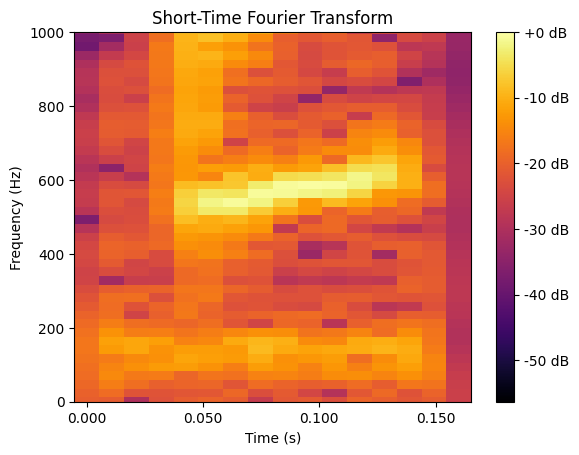 Short-Time Fourier Transform
1000
800
600
400
200
0
Frequency (Hz)
0.000
0.050
0.100
0.150
Time (s)
+0 dB
-10 dB
-20 dB
-30 dB
-40 dB
-50 dB